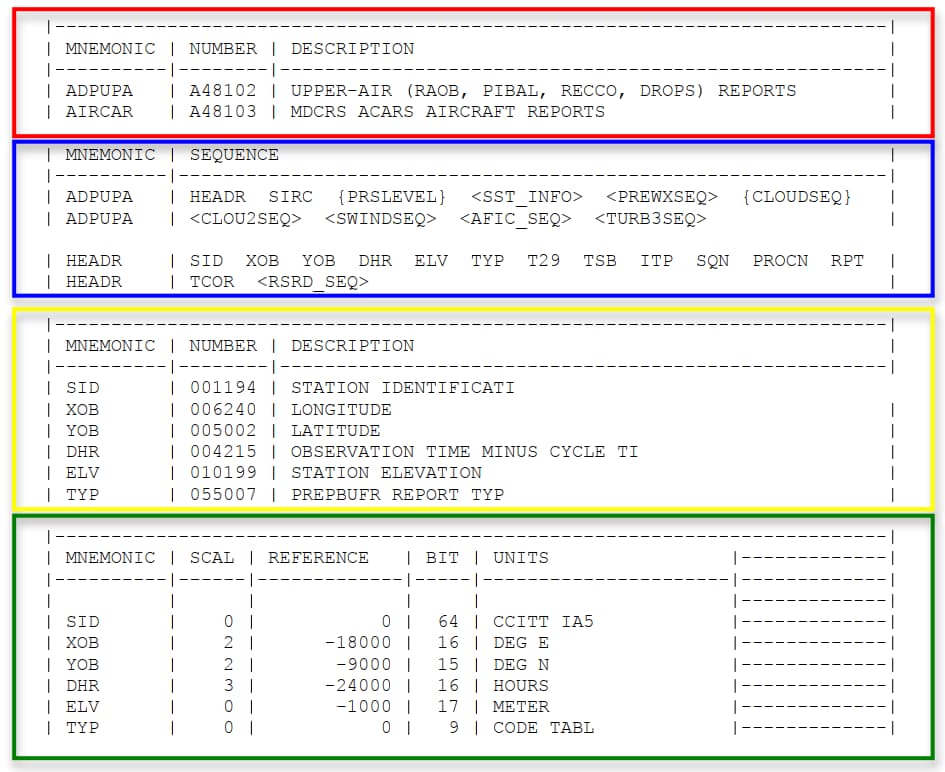 |----------------------------------------------------------------------------------|
| MNEMONIC | NUMBER | DESCRIPTION |
|----------|--------|------------------------------------------------------|
| ADPUPA | A48102 | UPPER-AIR (RAOB, PIBAL, RECCO, DROPS) REPORTS |
| AIRCAR | A48103 | MDCRS ACARS AIRCRAFT REPORTS |
| MNEMONIC | SEQUENCE |
|----------|---------------------------------------------------------------|
| ADPUPA | HEADR SIRC {PRSLEVEL} <SST_INFO> <PREWXSEQ> {CLOUDSEQ} |
| ADPUPA | <CLOU2SEQ> <SWINDSEQ> <AFIC_SEQ> <TURB3SEQ> |
| HEADR | SID XOB YOB DHR ELV TYP T29 TSB ITP SQN PROCN RPT |
| HEADR | TCOR <RSRD_SEQ> |
|--------------------------------------------------------------------------|
| MNEMONIC | NUMBER | DESCRIPTION |
|----------|--------|------------------------------------------------------|
| SID | 001194 | STATION IDENTIFICATI
| XOB | 006240 | LONGITUDE |
| YOB | 005002 | LATITUDE |
| DHR | 004215 | OBSERVATION TIME MINUS CYCLE TI |
| ELV | 010199 | STATION ELEVATION |
| TYP | 055007 | PREPBUFR REPORT TYP |
|--------------------------------------------------------------------------|
| MNEMONIC | SCAL | REFERENCE | BIT | UNITS |-------------|
|----------|------|-------------|-----|----------------------|-------------|
| | | | | |-------------|
| SID | 0 | 0 | 64 | CCITT IA5 |-------------|
| XOB | 2 | -18000 | 16 | DEG E |-------------|
| YOB | 2 | -9000 | 15 | DEG N |-------------|
| DHR | 3 | -24000 | 16 | HOURS |-------------|
| ELV | 0 | -1000 | 17 | METER |-------------|
| TYP | 0 | 0 | 9 | CODE TABL |-------------|